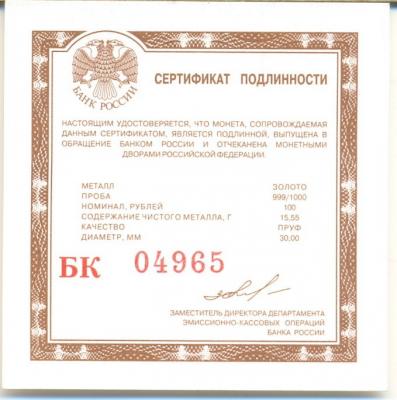 БАНК РОССИИ
СЕРТИФИКАТ ПОДЛИННОСТИ
НАСТОЯЩИМ УДОСТОВЕРЯЕТСЯ, ЧТО МОНЕТА, СОПРОВОЖДАЕМАЯ
ДАННЫМ СЕРТИФИКАТОМ, ЯВЛЯЕТСЯ ПОДЛИННОЙ, ВЫПУЩЕНА В
ОБРАЩЕНИЕ БАНКОМ РОССИИ И ОТЧЕКАНЕНА МОНЕТНЫМИ
ДВОРАМИ РОССИЙСКОЙ ФЕДЕРАЦИИ.
МЕТАЛЛ ЗОЛОТО
ПРОБА 999/1000
НОМИНАЛ, РУБЛЕЙ 100
СОДЕРЖАНИЕ ЧИСТОГО МЕТАЛЛА, Г 15,55
КАЧЕСТВО ПРУФ
ДИАМЕТР, ММ 30,00
БК 04965
ЗАМЕСТИТЕЛЬ ДИРЕКТОРА ДЕПАРТАМЕНТА
ЭМИССИОННО-КАССОВЫХ ОПЕРАЦИЙ
БАНКА РОССИИ